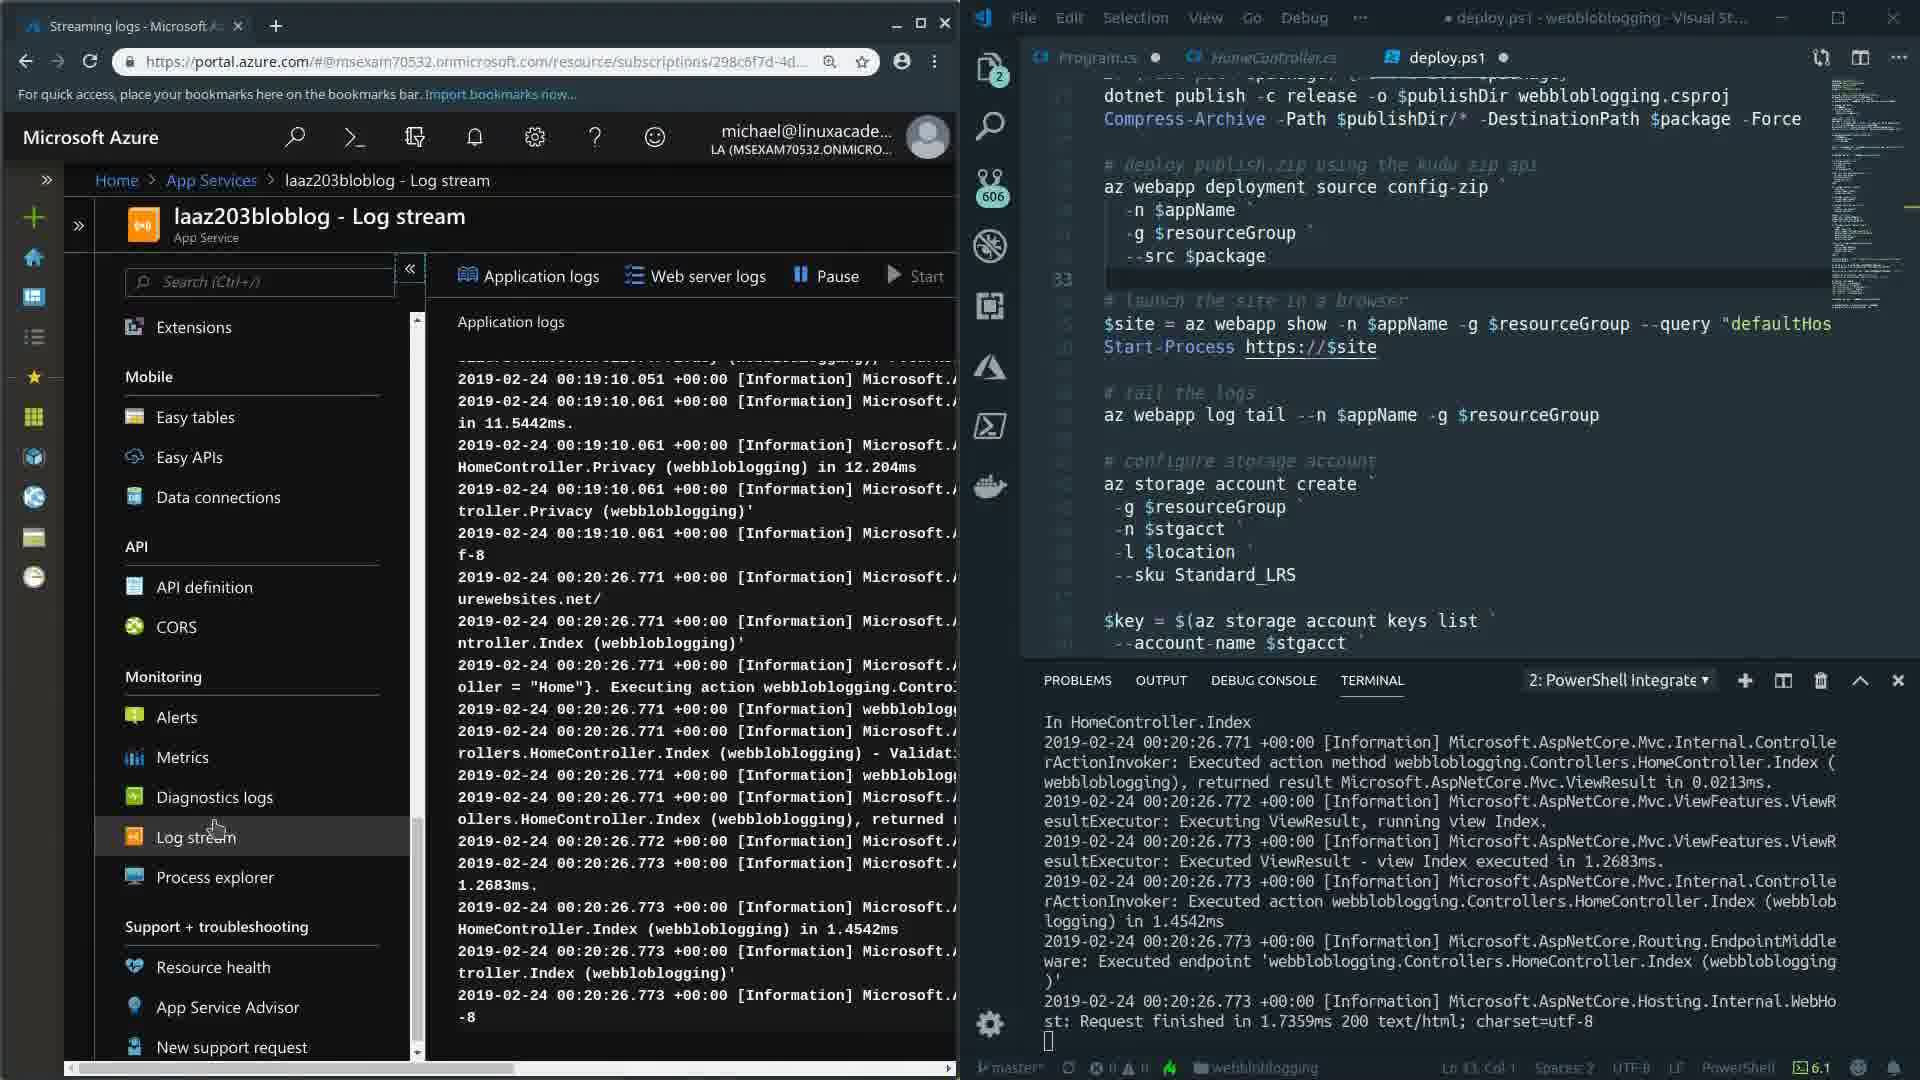 Streaming logs - Microsoft Az
https://portal.azure.com/#@msexam70532.onmicrosoft.com/resource/subscriptions/298c6f7d-4d...
For quick access, place your bookmarks here on the bookmarks bar. Import bookmarks now...
Microsoft Azure
michael@linuxacade...
LA (MSEXAM70532.ONMICRO...
Home > App Services > laaz203bloblog - Log stream
laaz203bloblog - Log stream
App Service
Search (Ctrl+/)
Extensions
Mobile
Easy tables
Easy APIs
Data connections
API
API definition
CORS
Monitoring
Alerts
Metrics
Diagnostics logs
Log stream
Process explorer
Support + troubleshooting
Resource health
App Service Advisor
New support request
Application logs
Web server logs
Pause
Start
Application logs
2019-02-24 00:19:10.051 +00:00 [Information] Microsoft.A
2019-02-24 00:19:10.061 +00:00 [Information] Microsoft.A
in 11.5442ms.
2019-02-24 00:19:10.061 +00:00 [Information] Microsoft.A
HomeController.Privacy (webbloblogging) in 12.204ms
2019-02-24 00:19:10.061 +00:00 [Information] Microsoft.A
troller.Privacy (webbloblogging)'
2019-02-24 00:19:10.061 +00:00 [Information] Microsoft.A
f-8
2019-02-24 00:20:26.771 +00:00 [Information] Microsoft.A
urewebsites.net/
2019-02-24 00:20:26.771 +00:00 [Information] Microsoft.A
ntroller.Index (webbloblogging)'
2019-02-24 00:20:26.771 +00:00 [Information] Microsoft.A
oller = "Home"}. Executing action webbloblogging.Contro
2019-02-24 00:20:26.771 +00:00 [Information] webbloblogg
2019-02-24 00:20:26.771 +00:00 [Information] Microsoft.A
rollers.HomeController.Index (webbloblogging) - Validati
2019-02-24 00:20:26.771 +00:00 [Information] webbloblogg
2019-02-24 00:20:26.771 +00:00 [Information] Microsoft.A
ollers.HomeController.Index (webbloblogging), returned r
2019-02-24 00:20:26.772 +00:00 [Information] Microsoft.A
2019-02-24 00:20:26.773 +00:00 [Information] Microsoft.A
1.2683ms.
2019-02-24 00:20:26.773 +00:00 [Information] Microsoft.A
HomeController.Index (webbloblogging) in 1.4542ms
2019-02-24 00:20:26.773 +00:00 [Information] Microsoft.A
troller.Index (webbloblogging)'
2019-02-24 00:20:26.773 +00:00 [Information] Microsoft.A
-8
File Edit Selection View Go Debug ··· ● deploy.ps1 - webbloblogging - Visual St...
Program.cs ● HomeController.cs deploy.ps1 ●
2
606
dotnet publish -c release -o $publishDir webbloblogging.csproj
Compress-Archive -Path $publishDir/* -DestinationPath $package -Force
# deploy publish.zip using the kudu zip api
az webapp deployment source config-zip `
-n $appName `
-g $resourceGroup `
--src $package
33
# launch the site in a browser
$site = az webapp show -n $appName -g $resourceGroup --query "defaultHos
Start-Process https://$site
# tail the logs
az webapp log tail --n $appName -g $resourceGroup
# configure storage account
az storage account create `
-g $resourceGroup `
-n $stgacct `
-l $location `
--sku Standard_LRS
$key = $(az storage account keys list `
--account-name $stgacct `
PROBLEMS OUTPUT DEBUG CONSOLE TERMINAL
2: PowerShell Integrate
In HomeController.Index
2019-02-24 00:20:26.771 +00:00 [Information] Microsoft.AspNetCore.Mvc.Internal.Controlle
rActionInvoker: Executed action method webbloblogging.Controllers.HomeController.Index (
webbloblogging), returned result Microsoft.AspNetCore.Mvc.ViewResult in 0.0213ms.
2019-02-24 00:20:26.772 +00:00 [Information] Microsoft.AspNetCore.Mvc.ViewFeatures.ViewR
esultExecutor: Executing ViewResult, running view Index.
2019-02-24 00:20:26.773 +00:00 [Information] Microsoft.AspNetCore.Mvc.ViewFeatures.ViewR
esultExecutor: Executed ViewResult - view Index executed in 1.2683ms.
2019-02-24 00:20:26.773 +00:00 [Information] Microsoft.AspNetCore.Mvc.Internal.Controlle
rActionInvoker: Executed action webbloblogging.Controllers.HomeController.Index (webblob
logging) in 1.4542ms
2019-02-24 00:20:26.773 +00:00 [Information] Microsoft.AspNetCore.Routing.EndpointMiddle
ware: Executed endpoint 'webbloblogging.Controllers.HomeController.Index (webbloblogging
)'
2019-02-24 00:20:26.773 +00:00 [Information] Microsoft.AspNetCore.Hosting.Internal.WebHo
st: Request finished in 1.7359ms 200 text/html; charset=utf-8
master* 0 0 webbloblogging Ln 33, Col 1 Spaces: 2 UTF-8 LF PowerShell 6.1